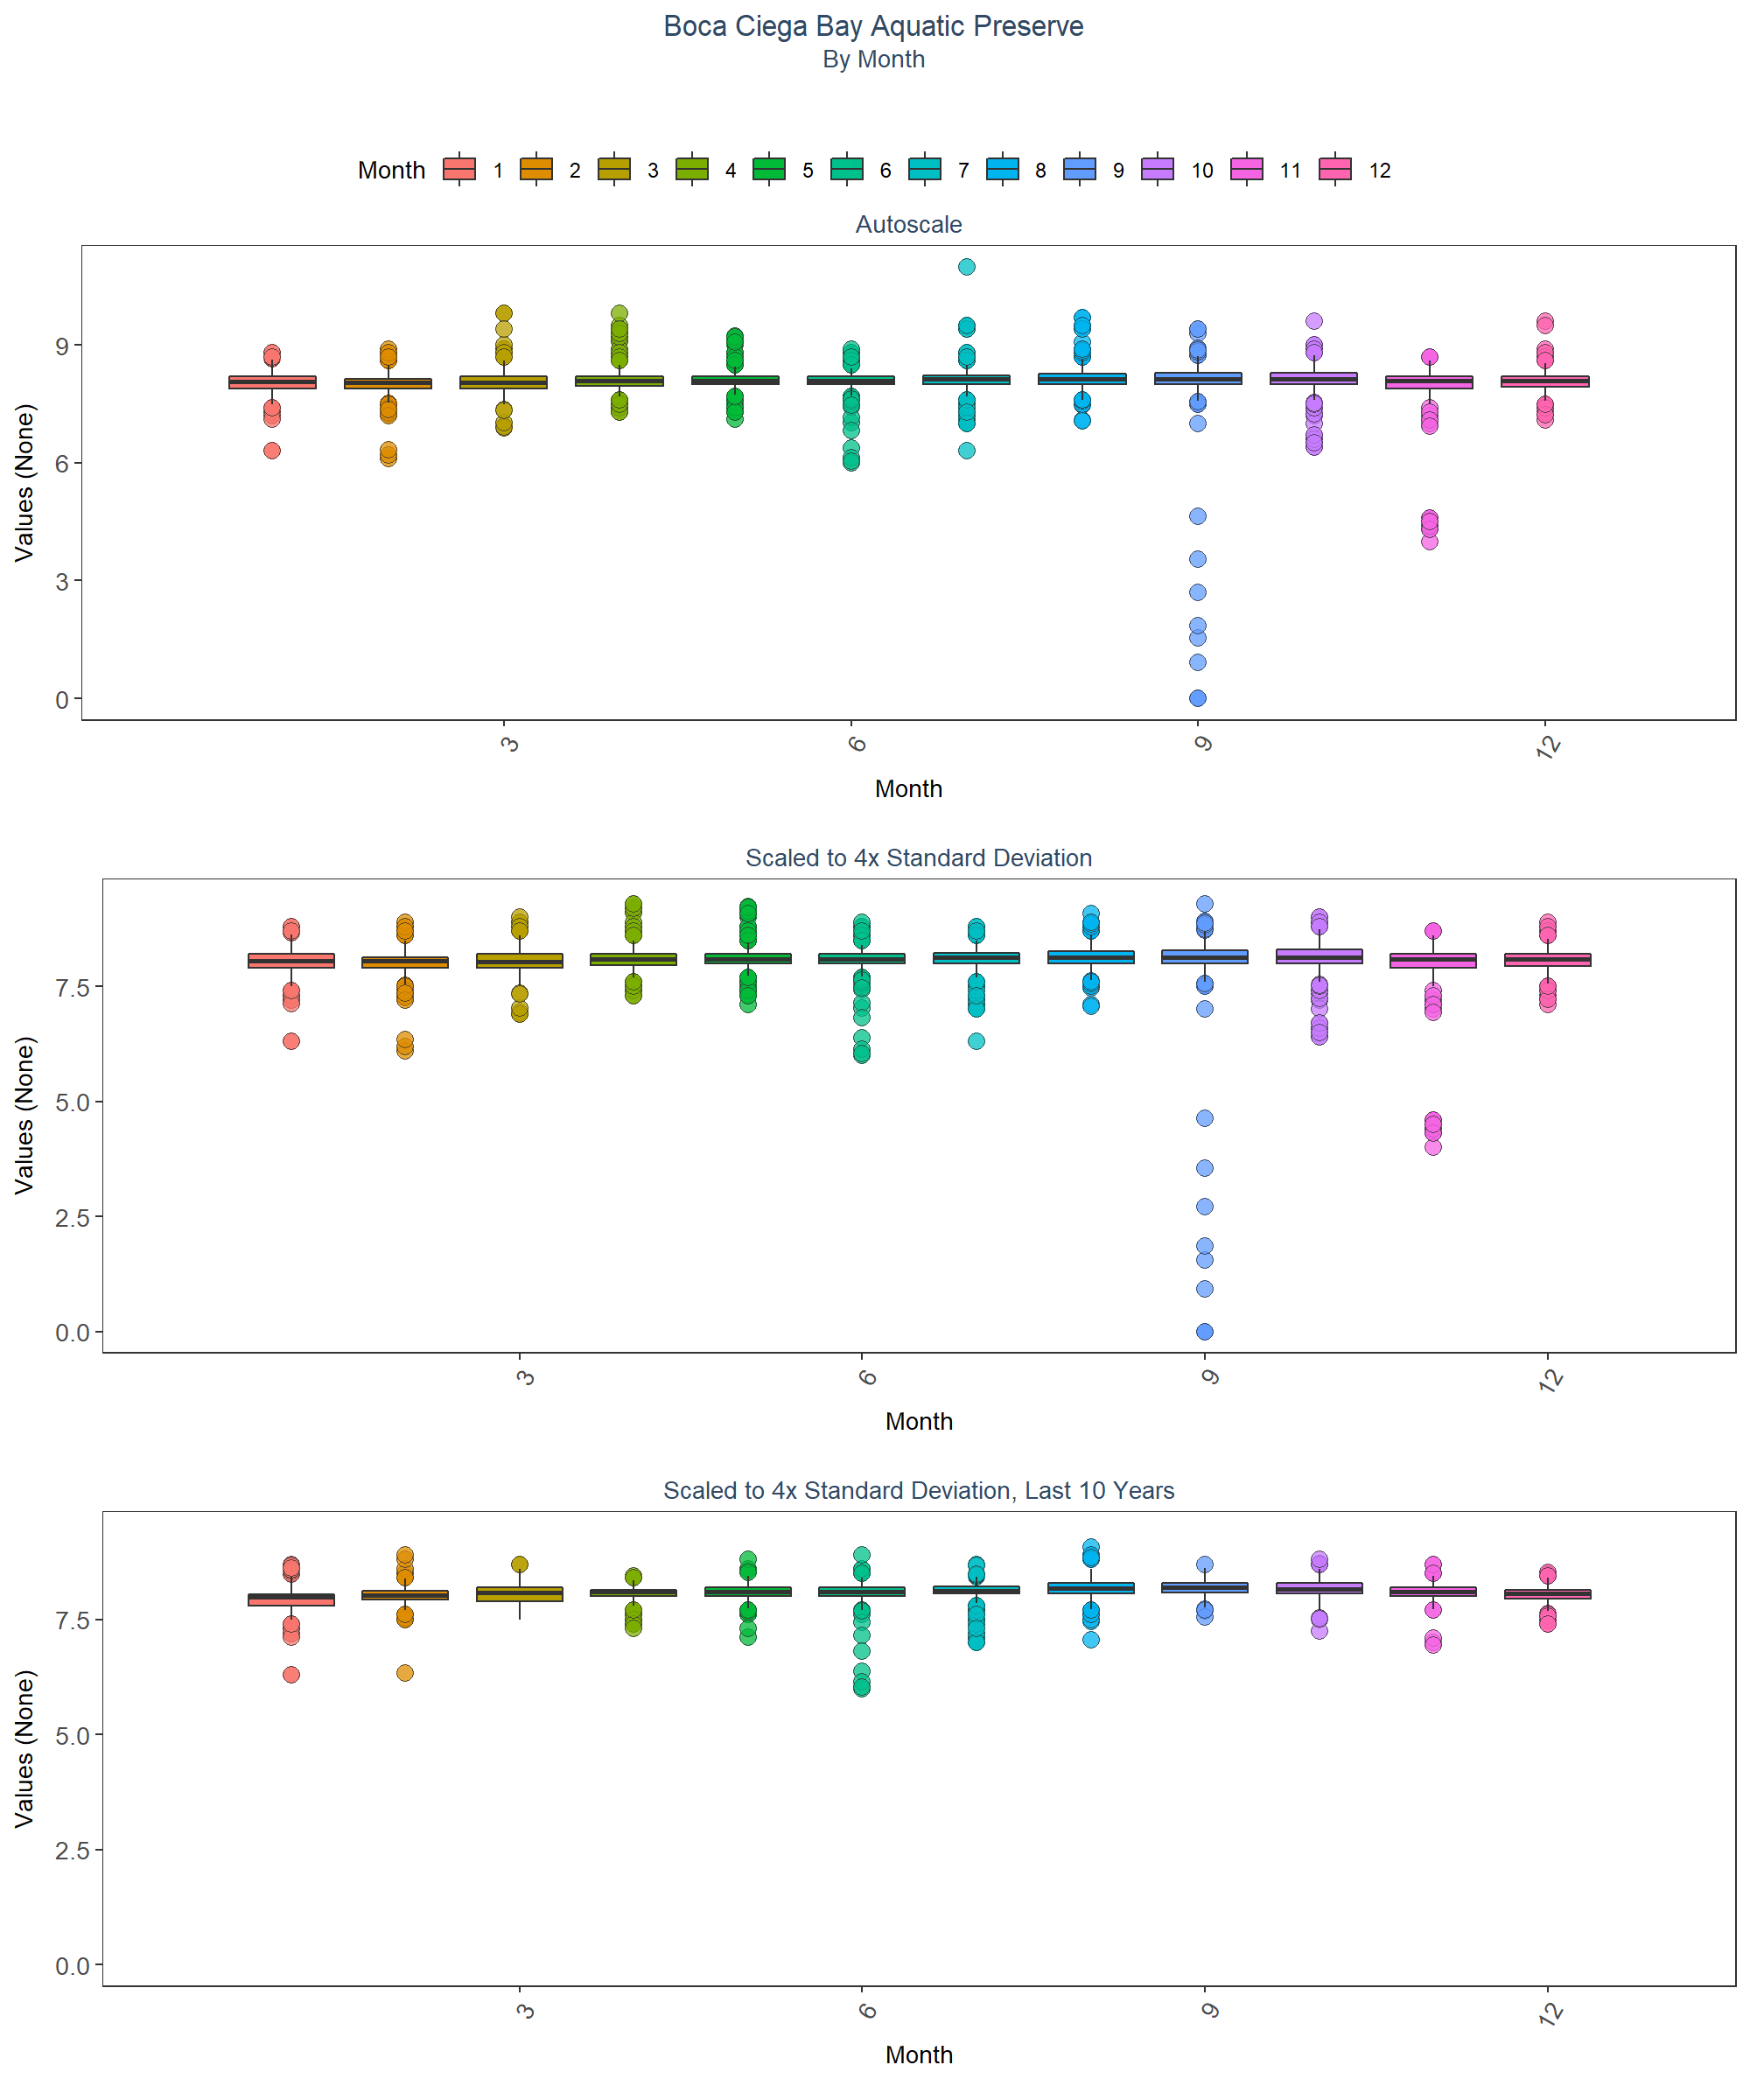 Boca Ciega Bay Aquatic Preserve
By Month
Month 1 2 3 4 5 6 7 8 9 10 11 12
Autoscale
Values (None)
9
6
3
0
3 6 9 12
Month
Scaled to 4x Standard Deviation
Values (None)
7.5
5.0
2.5
0.0
3 6 9 12
Month
Scaled to 4x Standard Deviation, Last 10 Years
Values (None)
7.5
5.0
2.5
0.0
3 6 9 12
Month